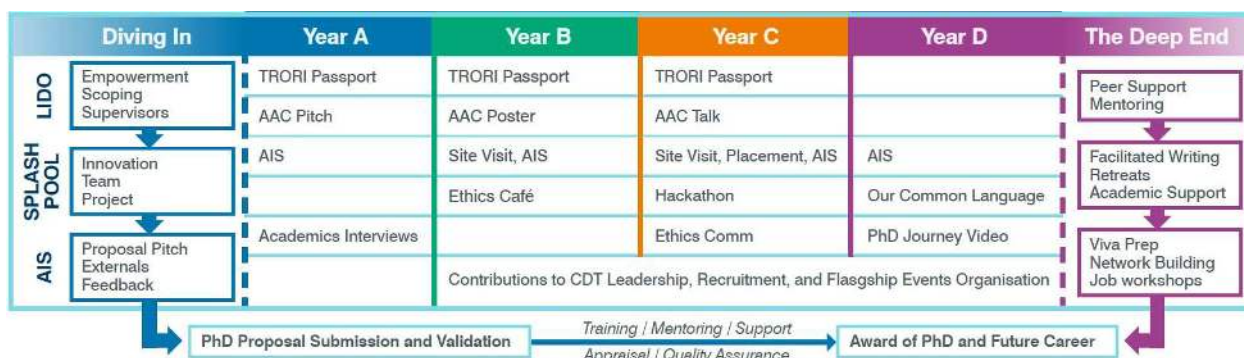 Diving In
Year A
Year B
Year C
Year D
The Deep End
LIDO
Empowerment
Scoping
Supervisors
TRORI Passport
TRORI Passport
TRORI Passport
AAC Pitch
AAC Poster
AAC Talk
Peer Support
Mentoring
SPLASH
POOL
Innovation
Team
Project
AIS
Site Visit, AIS
Site Visit, Placement, AIS
AIS
Ethics Café
Hackathon
Our Common Language
Facilitated Writing
Retreats
Academic Support
AIS
Proposal Pitch
Externals
Feedback
Academics Interviews
Ethics Comm
PhD Journey Video
Contributions to CDT Leadership, Recruitment, and Flasgship Events Organisation
Viva Prep
Network Building
Job workshops
PhD Proposal Submission and Validation
Training / Mentoring / Support
Appraisal / Quality Assurance
Award of PhD and Future Career